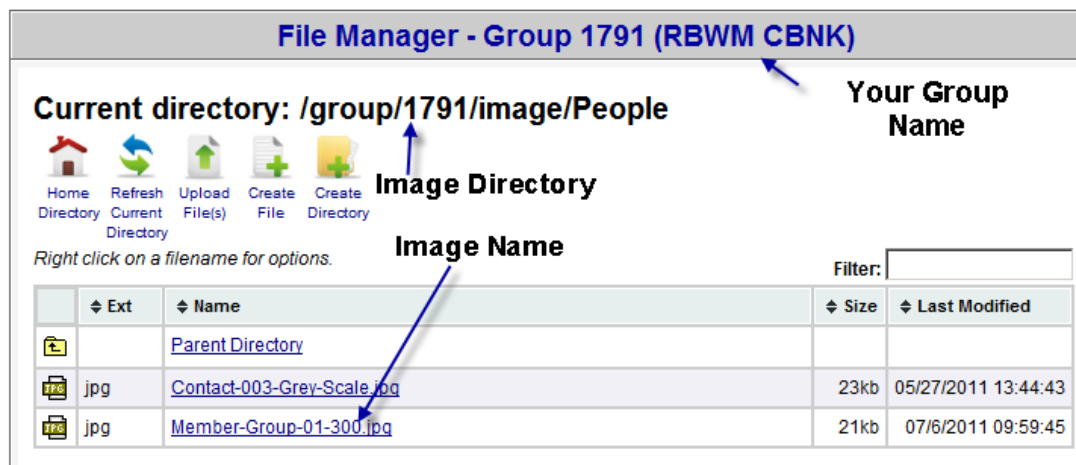 File Manager - Group 1791 (RBWM CBNK)
Your Group
Name
Current directory: /group/1791/image/People
Home Directory
Refresh Current Directory
Upload File(s)
Create File
Create Directory
Image Directory
Image Name
Right click on a filename for options.
Filter:
Ext Name Size Last Modified
Parent Directory
jpg Contact-003-Grey-Scale.jpg 23kb 05/27/2011 13:44:43
jpg Member-Group-01-300.jpg 21kb 07/6/2011 09:59:45